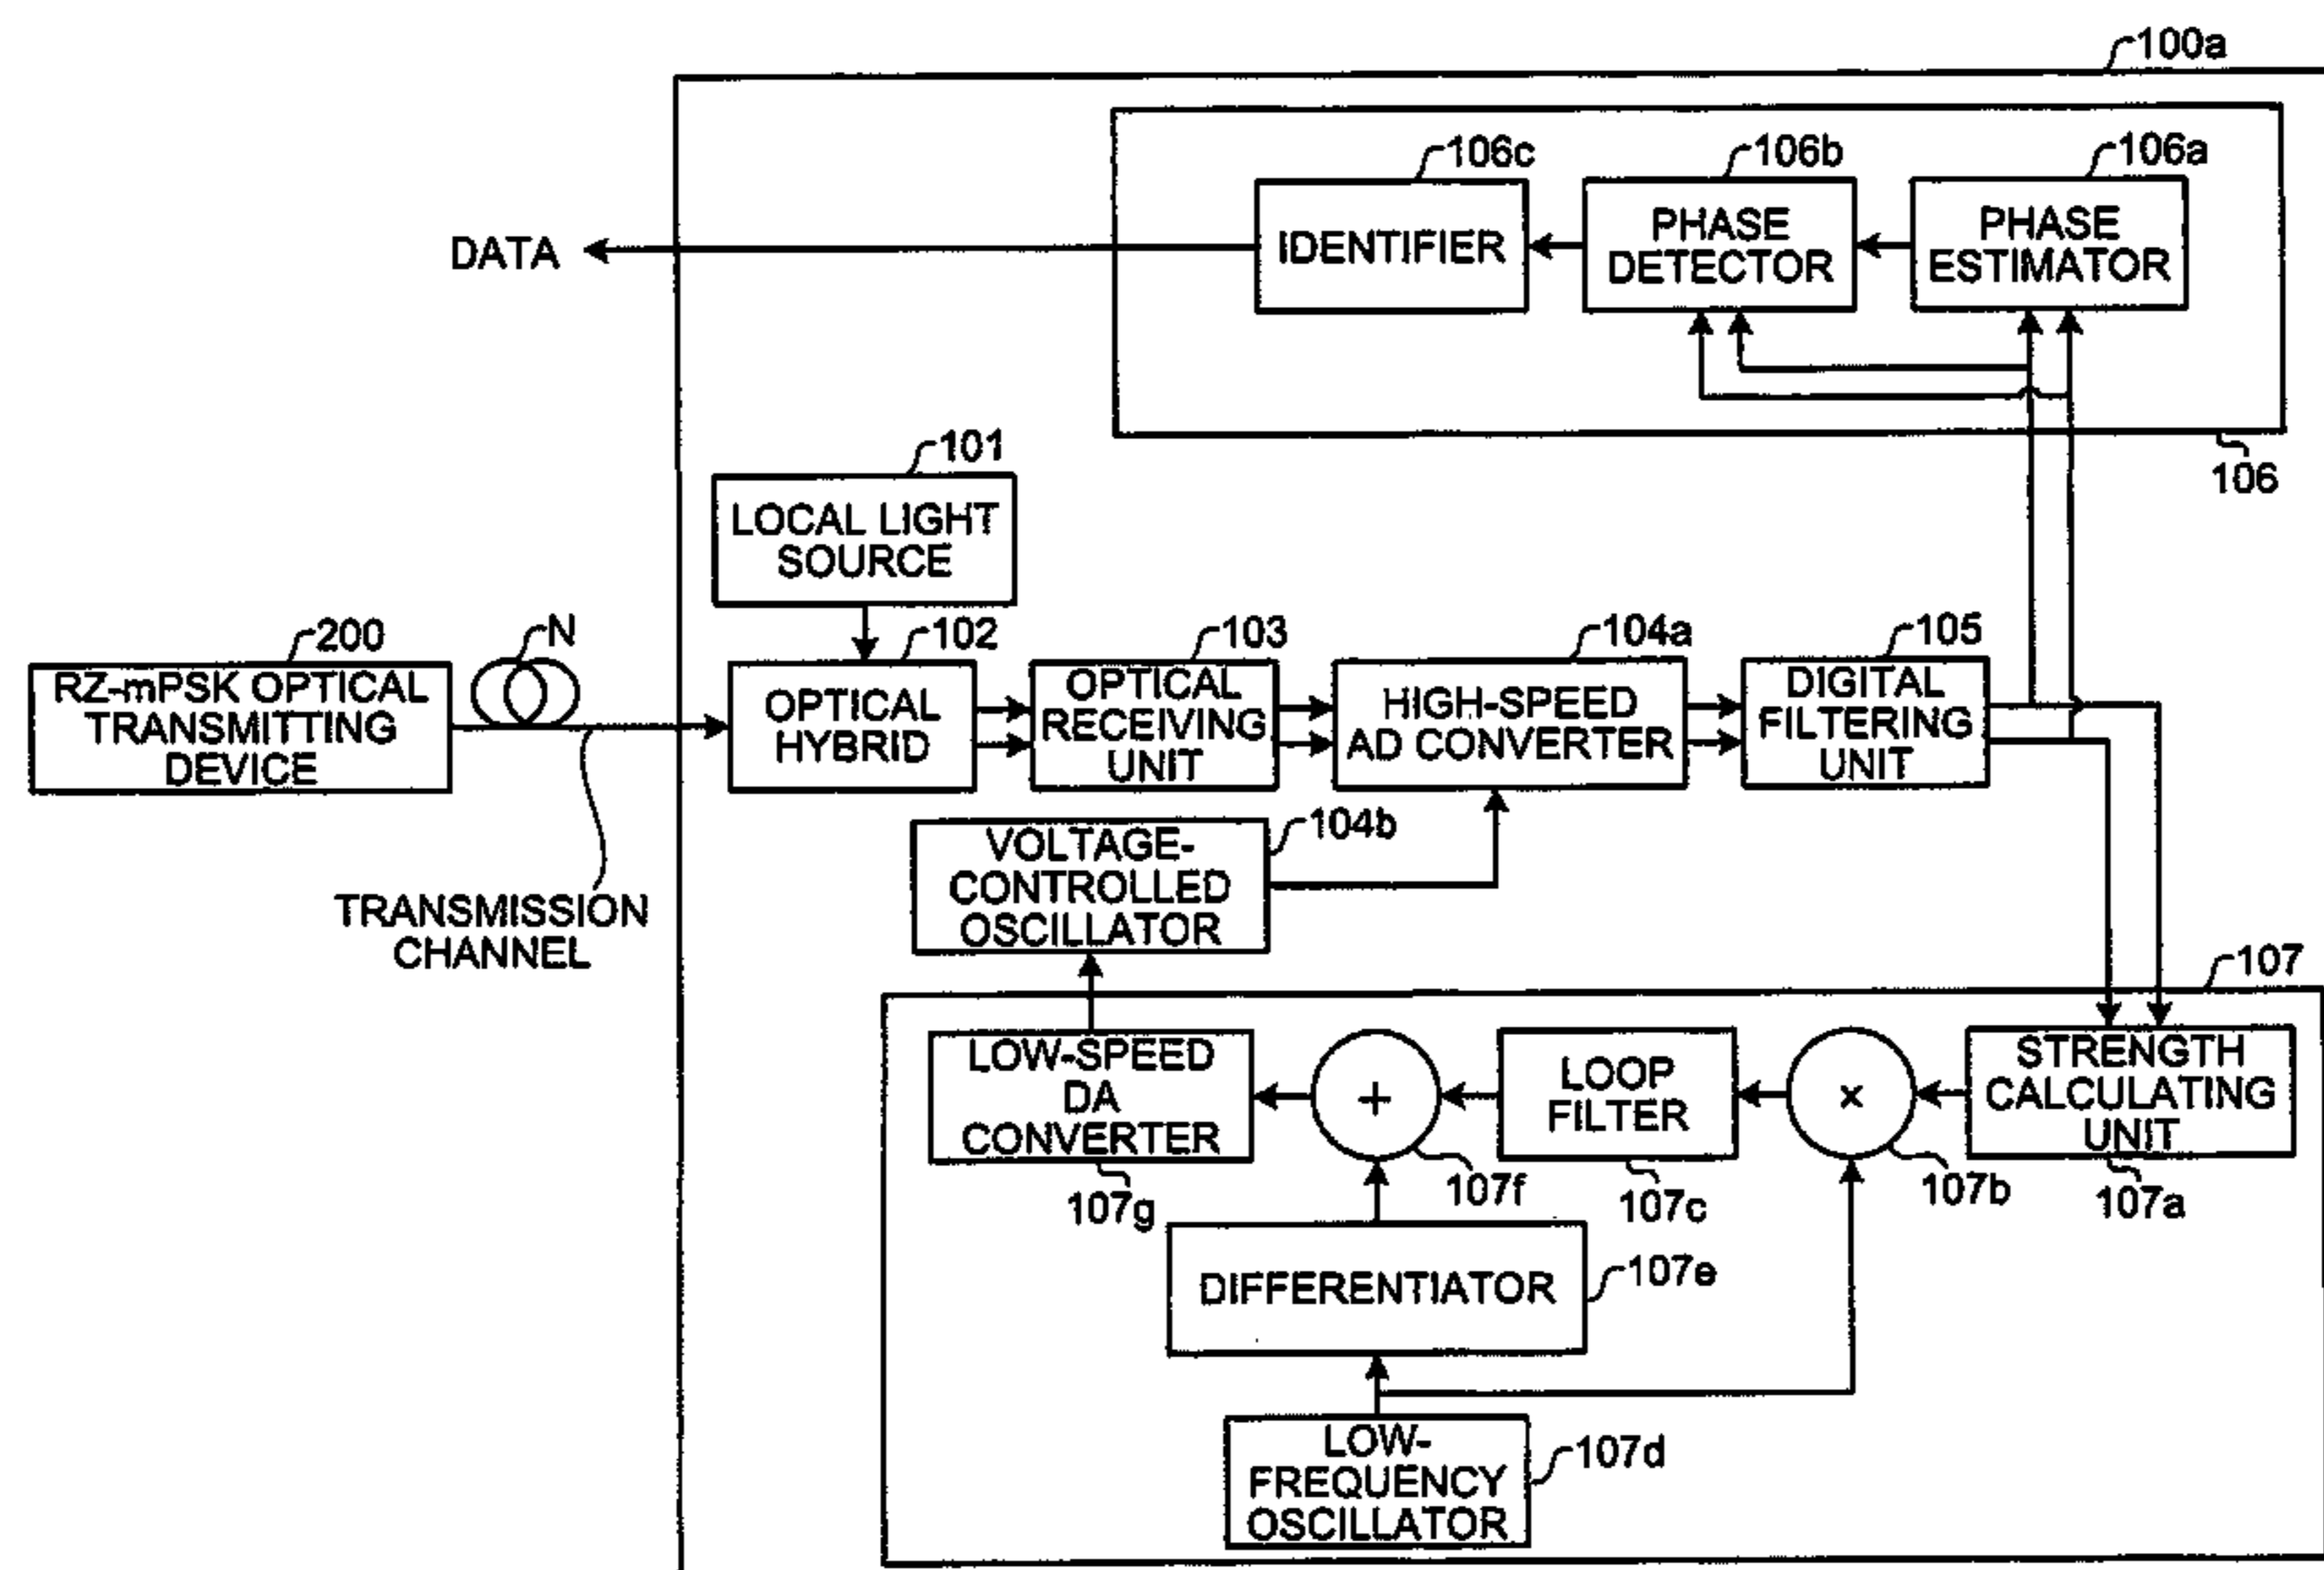 100a
106c
106b
106a
DATA
IDENTIFIER
PHASE
DETECTOR
PHASE
ESTIMATOR
106
101
LOCAL LIGHT
SOURCE
200
N
102
103
104a
105
RZ-mPSK OPTICAL
TRANSMITTING
DEVICE
OPTICAL
HYBRID
OPTICAL
RECEIVING
UNIT
HIGH-SPEED
AD CONVERTER
DIGITAL
FILTERING
UNIT
TRANSMISSION
CHANNEL
VOLTAGE-
CONTROLLED
OSCILLATOR
104b
107
LOW-SPEED
DA
CONVERTER
+
LOOP
FILTER
x
STRENGTH
CALCULATING
UNIT
107g
107f
107c
107b
107a
DIFFERENTIATOR
107e
LOW-
FREQUENCY
OSCILLATOR
107d